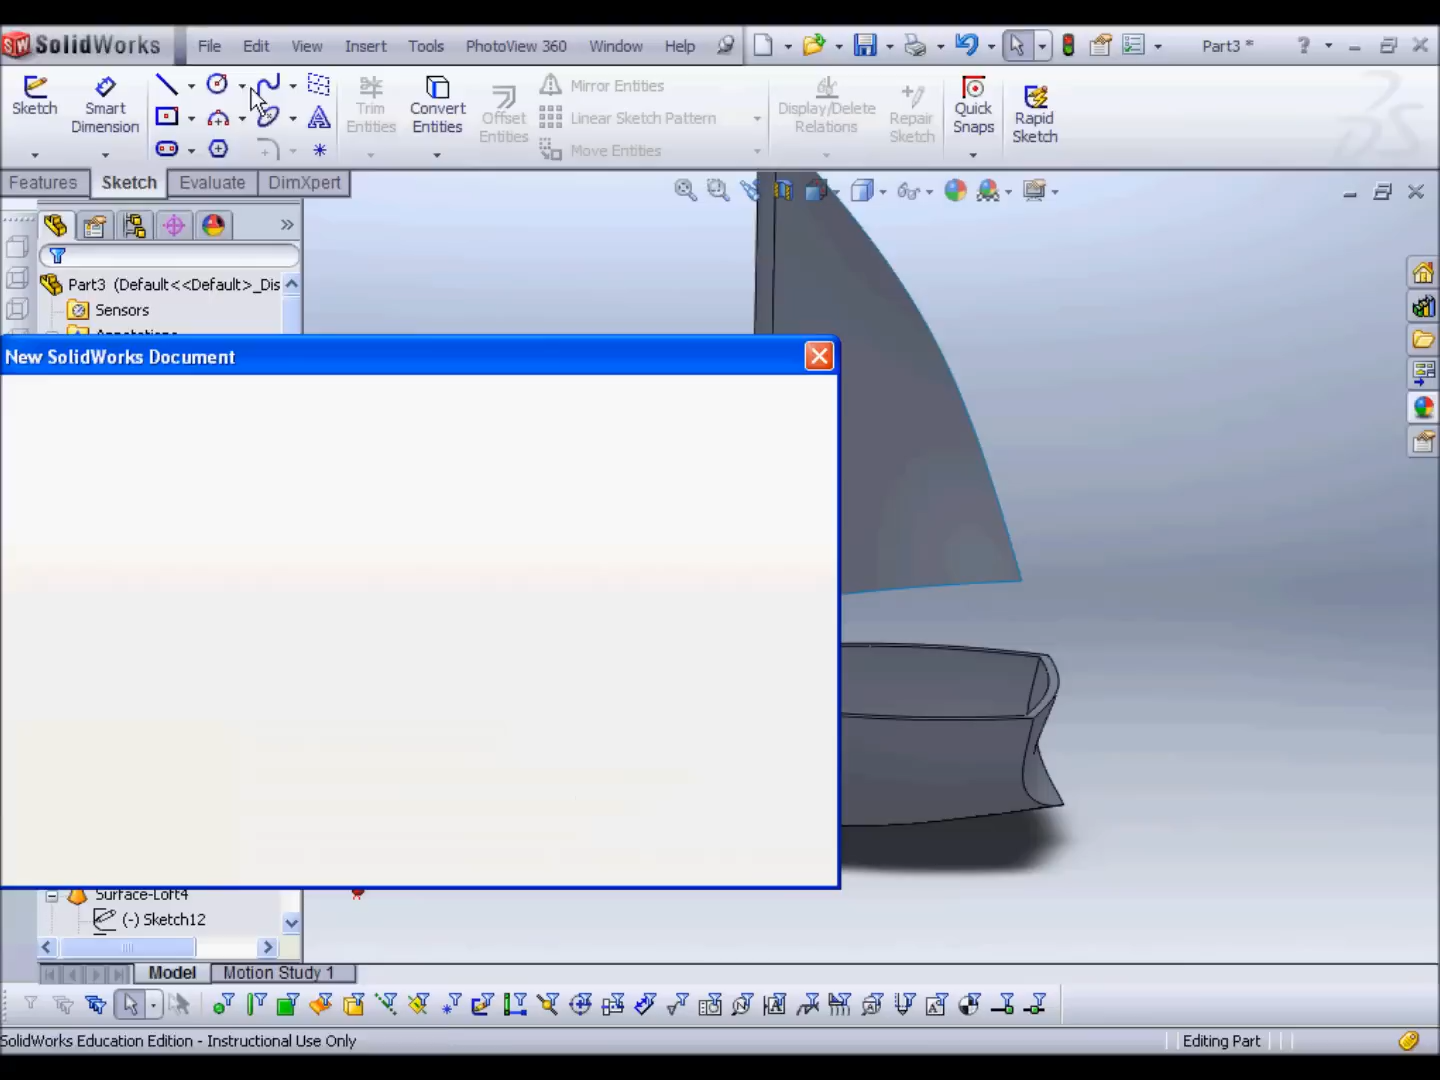 SolidWorks File Edit View Insert Tools PhotoView 360 Window Help Part3 *
Sketch Smart Dimension Trim Entities Convert Entities Offset Entities Mirror Entities Linear Sketch Pattern Move Entities Display/Delete Relations Repair Sketch Quick Snaps Rapid Sketch
Features Sketch Evaluate DimXpert
Part3 (Default<<Default>_Dis
Sensors
New SolidWorks Document
Surface-Loft4
(-) Sketch12
Model Motion Study 1
SolidWorks Education Edition - Instructional Use Only Editing Part